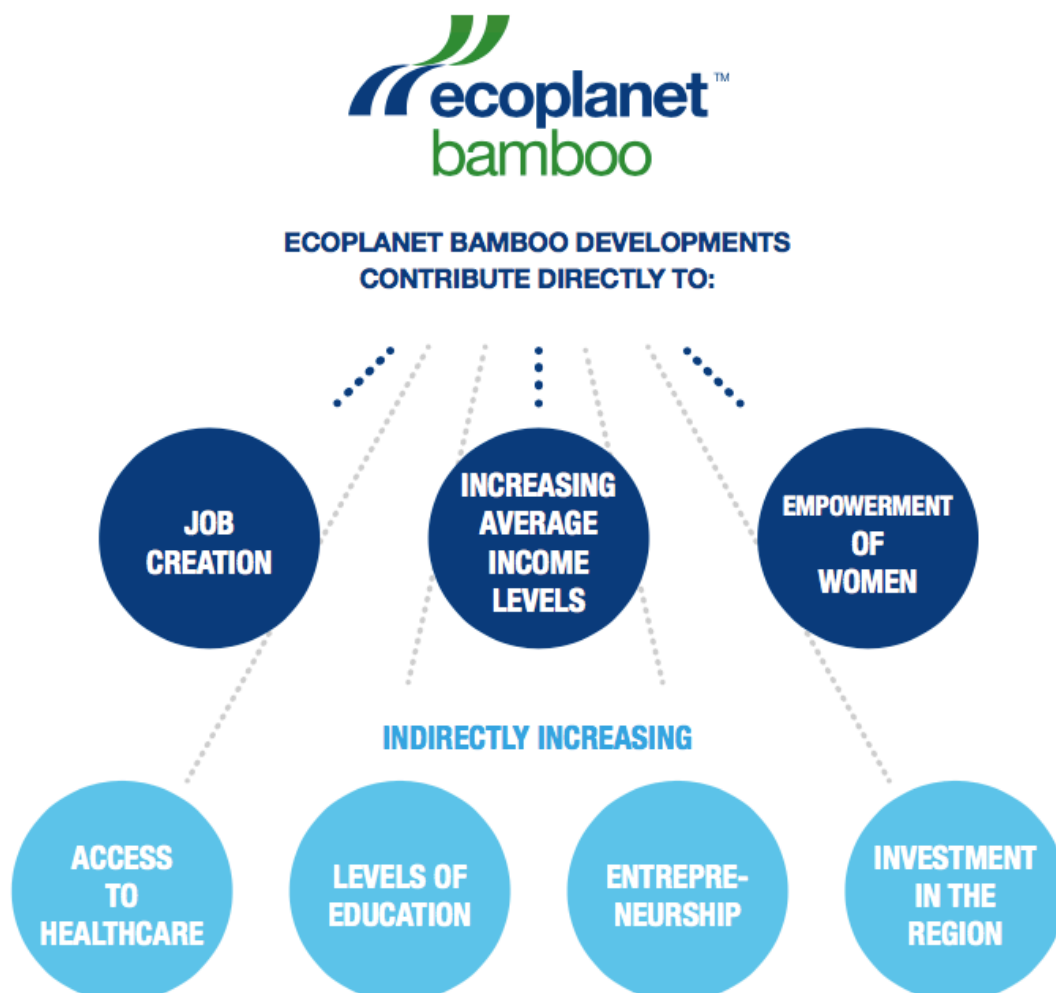 ecoplanet™
bamboo
ECOPLANET BAMBOO DEVELOPMENTS
CONTRIBUTE DIRECTLY TO:
JOB
CREATION
INCREASING
AVERAGE
INCOME
LEVELS
EMPOWERMENT
OF
WOMEN
INDIRECTLY INCREASING
ACCESS
TO
HEALTHCARE
LEVELS OF
EDUCATION
ENTREPRE-
NEURSHIP
INVESTMENT
IN THE
REGION